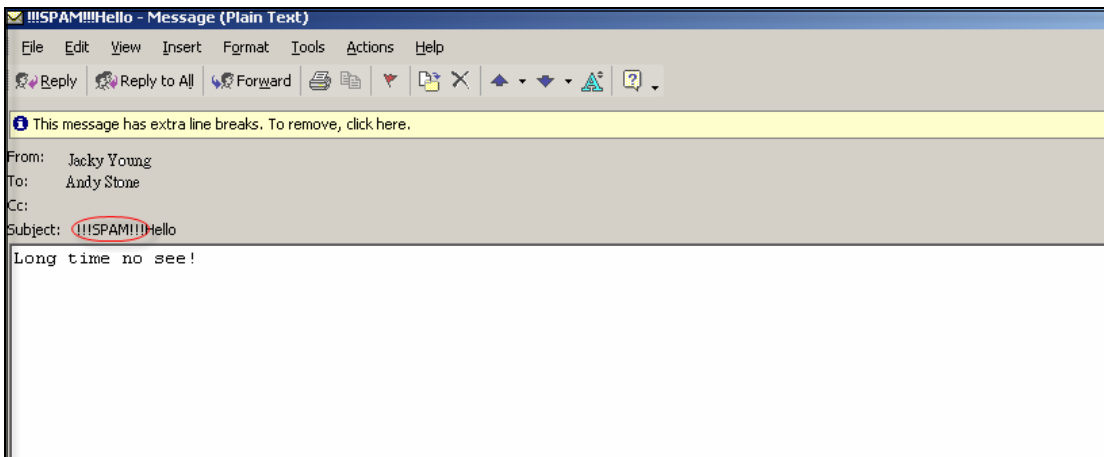 !!!SPAM!!!Hello - Message (Plain Text)
File Edit View Insert Format Tools Actions Help
Reply Reply to All Forward
This message has extra line breaks. To remove, click here.
From: Jacky Young
To: Andy Stone
Cc:
Subject: !!!SPAM!!!Hello
Long time no see!